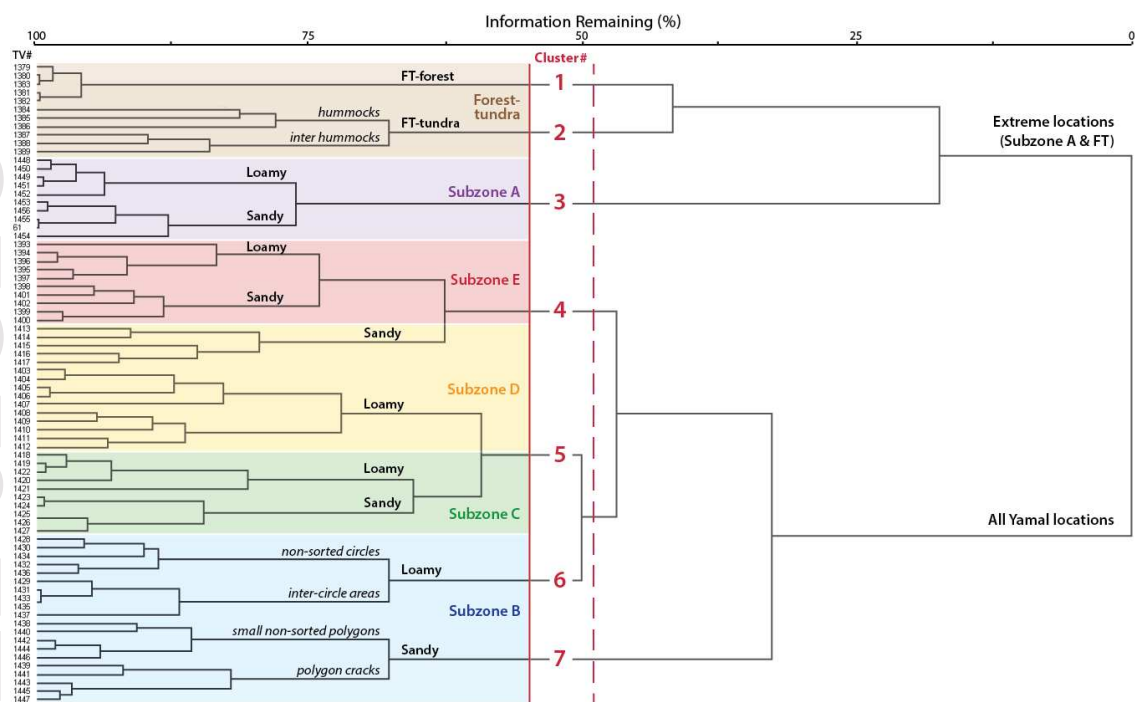 Information Remaining (%)
100 75 50 25 0
TV# Cluster#
1379
1380
1383
1381
1382
1384
1385
1386
1387
1388
1389
FT-forest
hummocks
FT-tundra
inter hummocks
Forest-
tundra
1
2
1448
1450
1449
1451
1452
1453
1456
1455
61
1454
Loamy
Sandy
Subzone A
3
Extreme locations
(Subzone A & FT)
1393
1394
1396
1395
1397
1398
1401
1402
1399
1400
Loamy
Sandy
Subzone E
4
1413
1414
1415
1416
1417
1403
1404
1405
1406
1407
1408
1409
1410
1411
1412
Sandy
Loamy
Subzone D
1418
1419
1422
1420
1421
1423
1424
1425
1426
1427
Loamy
Sandy
Subzone C
5
All Yamal locations
1428
1430
1434
1432
1436
1429
1431
1433
1435
1437
1438
1440
1442
1444
1446
1439
1441
1443
1445
1447
non-sorted circles
Loamy
inter-circle areas
Subzone B
small non-sorted polygons
Sandy
polygon cracks
6
7